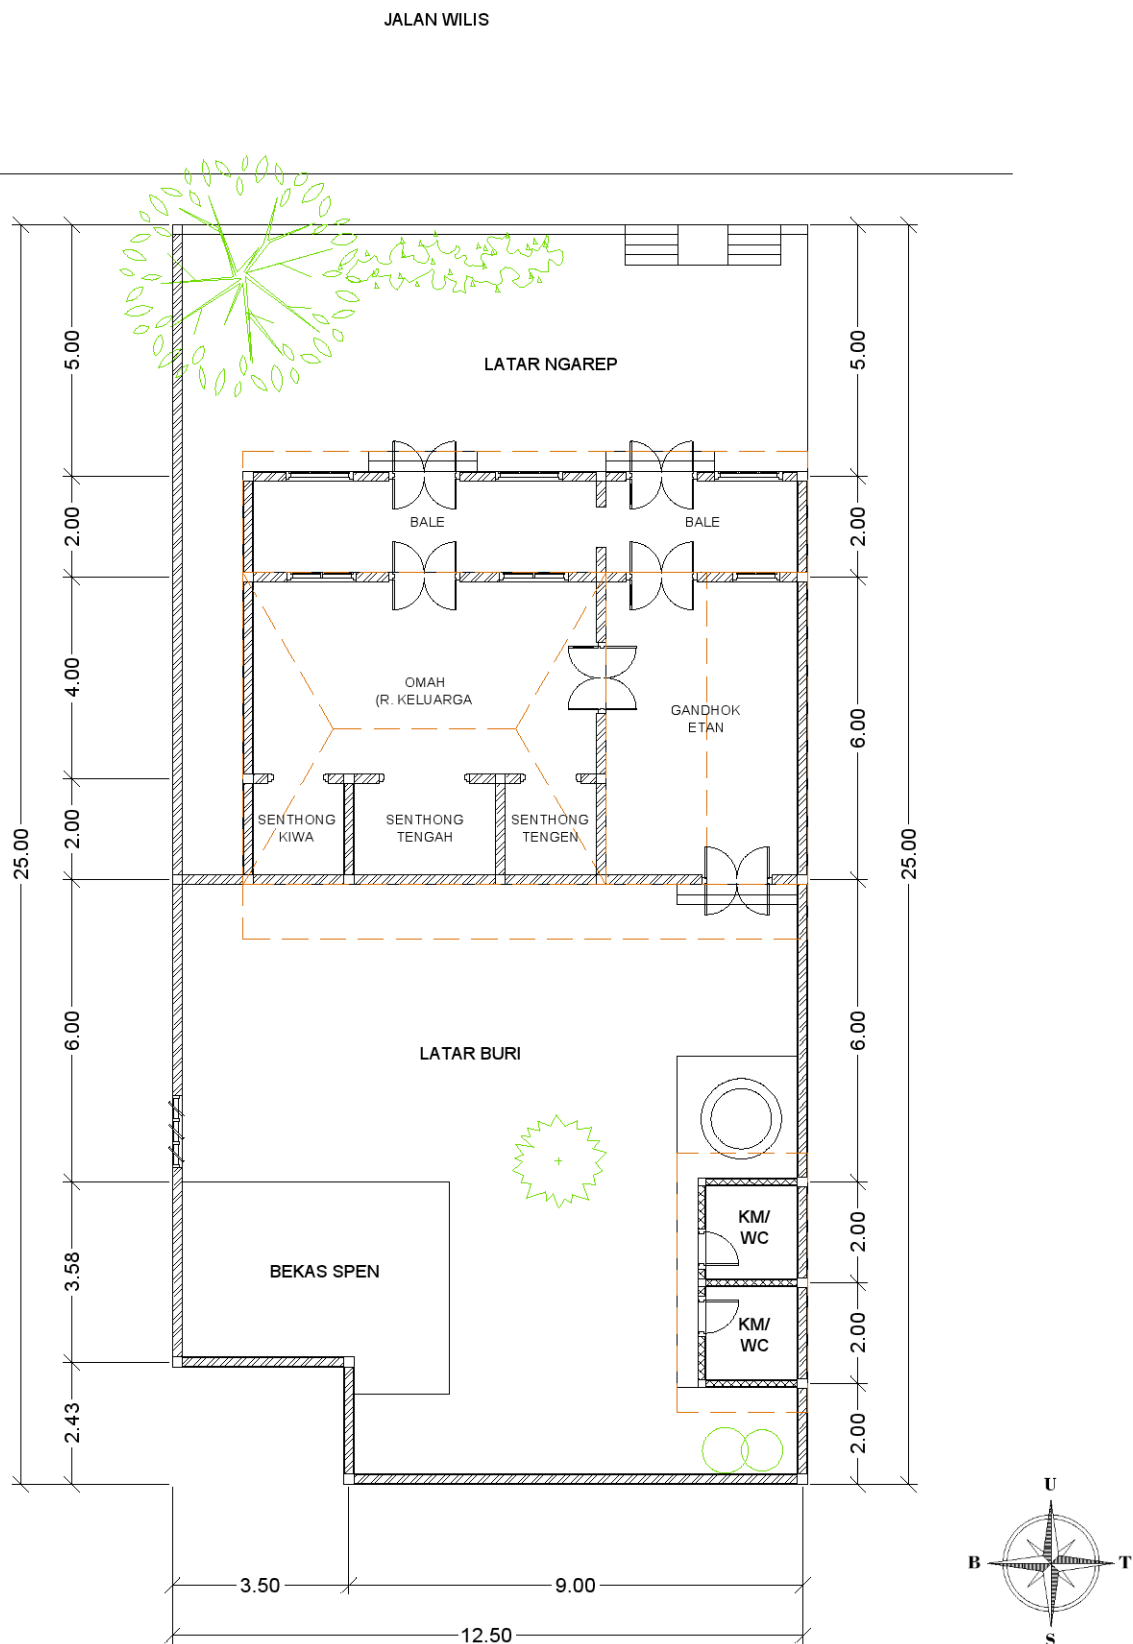 JALAN WILIS
5.00
5.00
LATAR NGAREP
2.00
BALE
BALE
2.00
4.00
OMAH
(R. KELUARGA
GANDHOK
ETAN
6.00
2.00
SENTHONG
KIWA
SENTHONG
TENGAH
SENTHONG
TENGEN
25.00
25.00
6.00
LATAR BURI
6.00
KM/
WC
2.00
3.58
BEKAS SPEN
KM/
WC
2.00
2.43
2.00
U
B
T
S
3.50
9.00
12.50